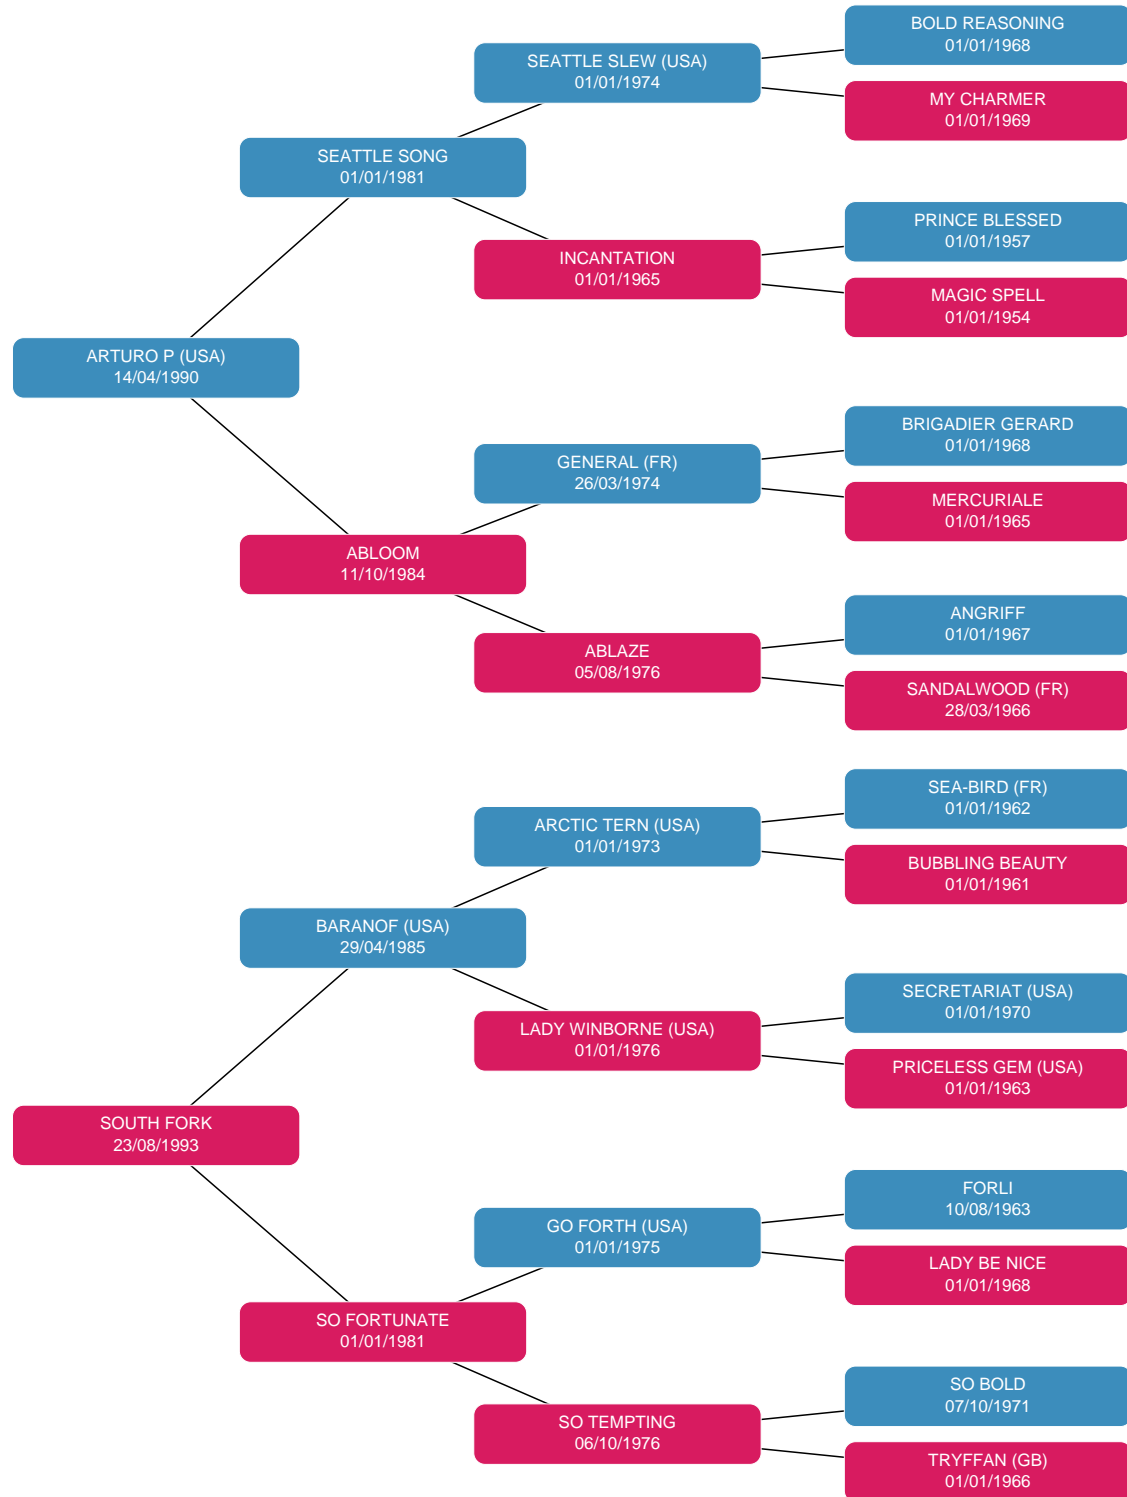 BOLD REASONING
01/01/1968
SEATTLE SLEW (USA)
01/01/1974
MY CHARMER
01/01/1969
SEATTLE SONG
01/01/1981
PRINCE BLESSED
01/01/1957
INCANTATION
01/01/1965
MAGIC SPELL
01/01/1954
ARTURO P (USA)
14/04/1990
BRIGADIER GERARD
01/01/1968
GENERAL (FR)
26/03/1974
MERCURIALE
01/01/1965
ABLOOM
11/10/1984
ANGRIFF
01/01/1967
ABLAZE
05/08/1976
SANDALWOOD (FR)
28/03/1966
SEA-BIRD (FR)
01/01/1962
ARCTIC TERN (USA)
01/01/1973
BUBBLING BEAUTY
01/01/1961
BARANOF (USA)
29/04/1985
SECRETARIAT (USA)
01/01/1970
LADY WINBORNE (USA)
01/01/1976
PRICELESS GEM (USA)
01/01/1963
SOUTH FORK
23/08/1993
FORLI
10/08/1963
GO FORTH (USA)
01/01/1975
LADY BE NICE
01/01/1968
SO FORTUNATE
01/01/1981
SO BOLD
07/10/1971
SO TEMPTING
06/10/1976
TRYFFAN (GB)
01/01/1966